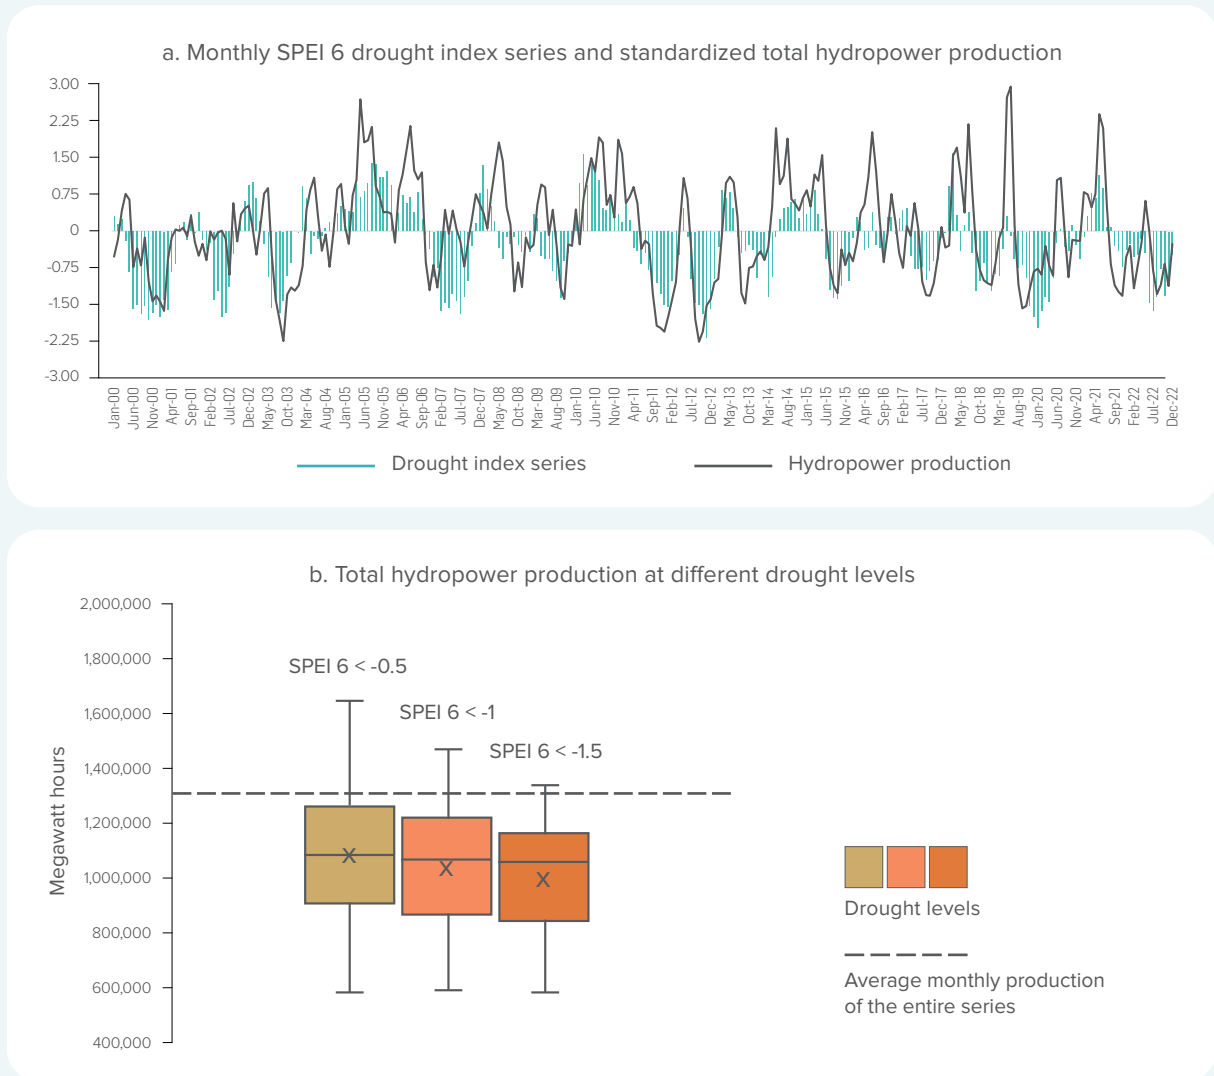 a. Monthly SPEI 6 drought index series and standardized total hydropower production
3.00
2.25
1.50
0.75
0
-0.75
-1.50
-2.25
-3.00
Jan-00
Jun-00
Nov-00
Apr-01
Sep-01
Feb-02
Jul-02
Dec-02
May-03
Oct-03
Mar-04
Aug-04
Jan-05
Jun-05
Nov-05
Apr-06
Sep-06
Feb-07
Jul-07
Dec-07
May-08
Oct-08
Mar-09
Aug-09
Jan-10
Jun-10
Nov-10
Apr-11
Sep-11
Feb-12
Jul-12
Dec-12
May-13
Oct-13
Mar-14
Aug-14
Jan-15
Jun-15
Nov-15
Apr-16
Sep-16
Feb-17
Jul-17
Dec-17
May-18
Oct-18
Mar-19
Aug-19
Jan-20
Jun-20
Nov-20
Apr-21
Sep-21
Feb-22
Jul-22
Dec-22
Drought index series
Hydropower production
b. Total hydropower production at different drought levels
Megawatt hours
2,000,000
1,800,000
1,600,000
1,400,000
1,200,000
1,000,000
800,000
600,000
400,000
SPEI 6 < -0.5
SPEI 6 < -1
SPEI 6 < -1.5
Drought levels
Average monthly production
of the entire series